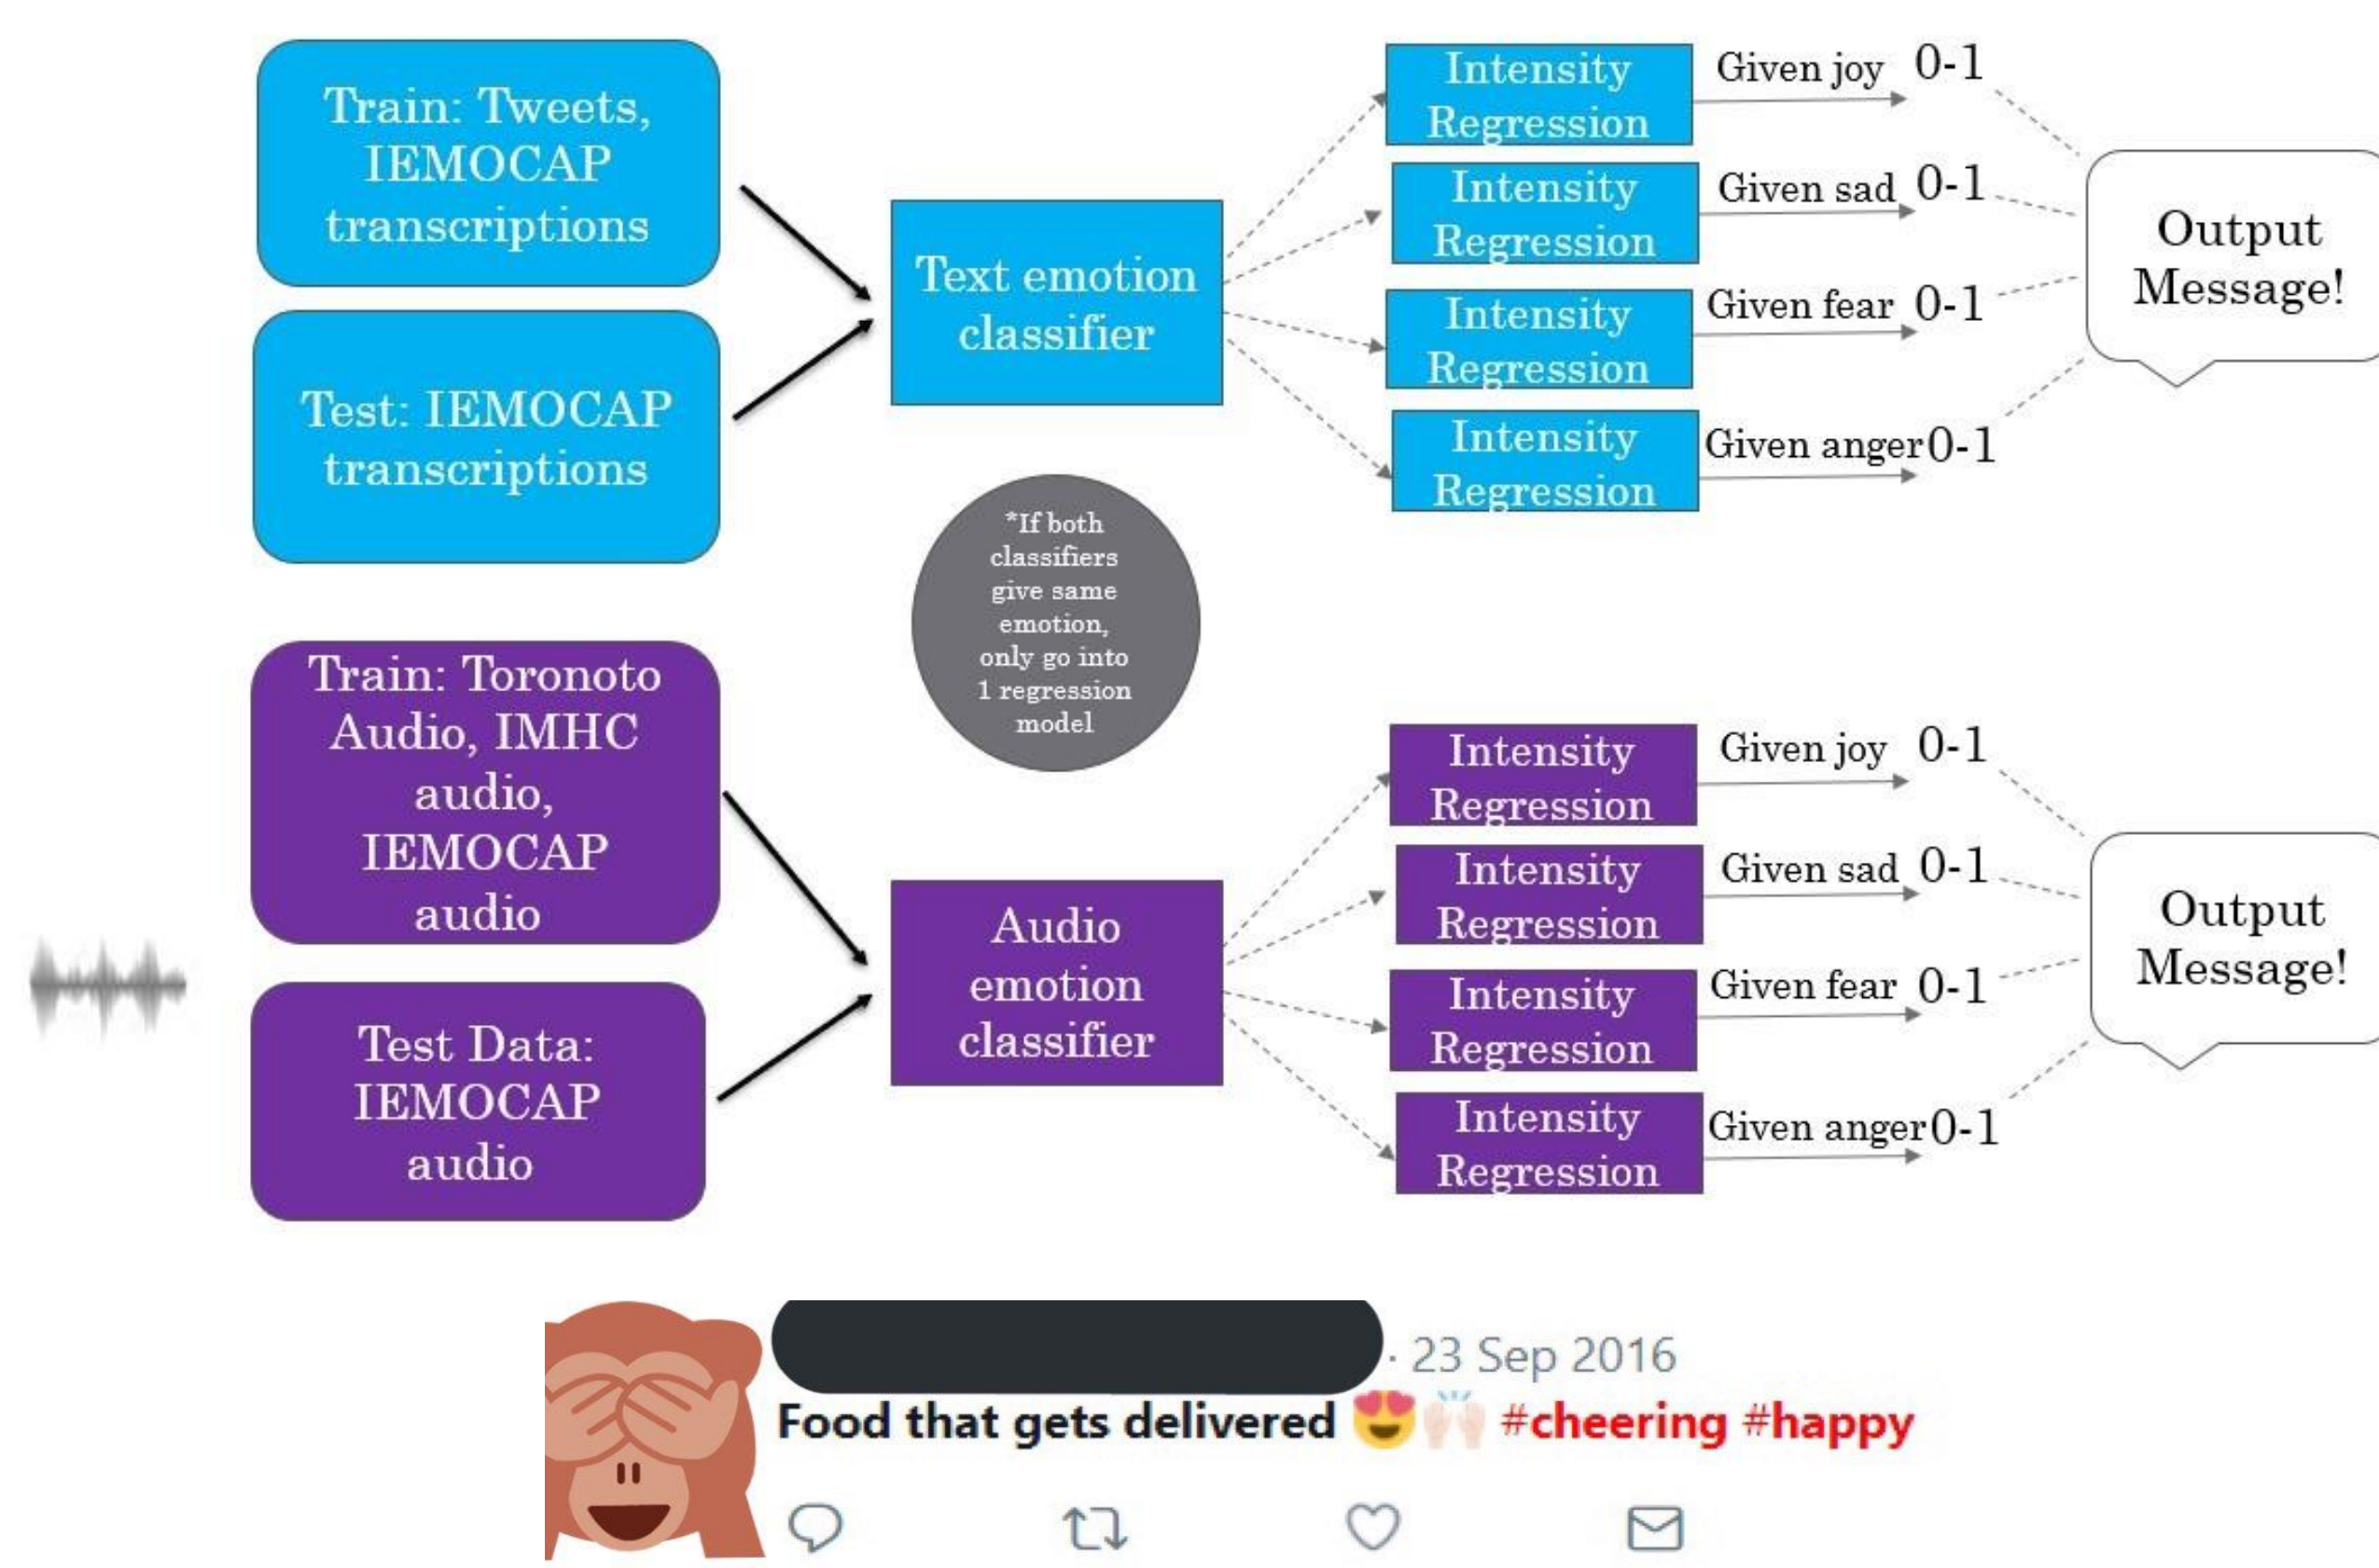 Train: Tweets,
IEMOCAP
transcriptions
Test: IEMOCAP
transcriptions
Text emotion
classifier
Intensity
Regression
Given joy 0-1
Intensity
Regression
Given sad 0-1
Intensity
Regression
Given fear 0-1
Intensity
Regression
Given anger 0-1
Output
Message!
*If both
classifiers
give same
emotion,
only go into
1 regression
model
Train: Toronoto
Audio, IMHC
audio,
IEMOCAP
audio
Test Data:
IEMOCAP
audio
Audio
emotion
classifier
Intensity
Regression
Given joy 0-1
Intensity
Regression
Given sad 0-1
Intensity
Regression
Given fear 0-1
Intensity
Regression
Given anger 0-1
Output
Message!
· 23 Sep 2016
Food that gets delivered 😍🙌🏻 #cheering #happy